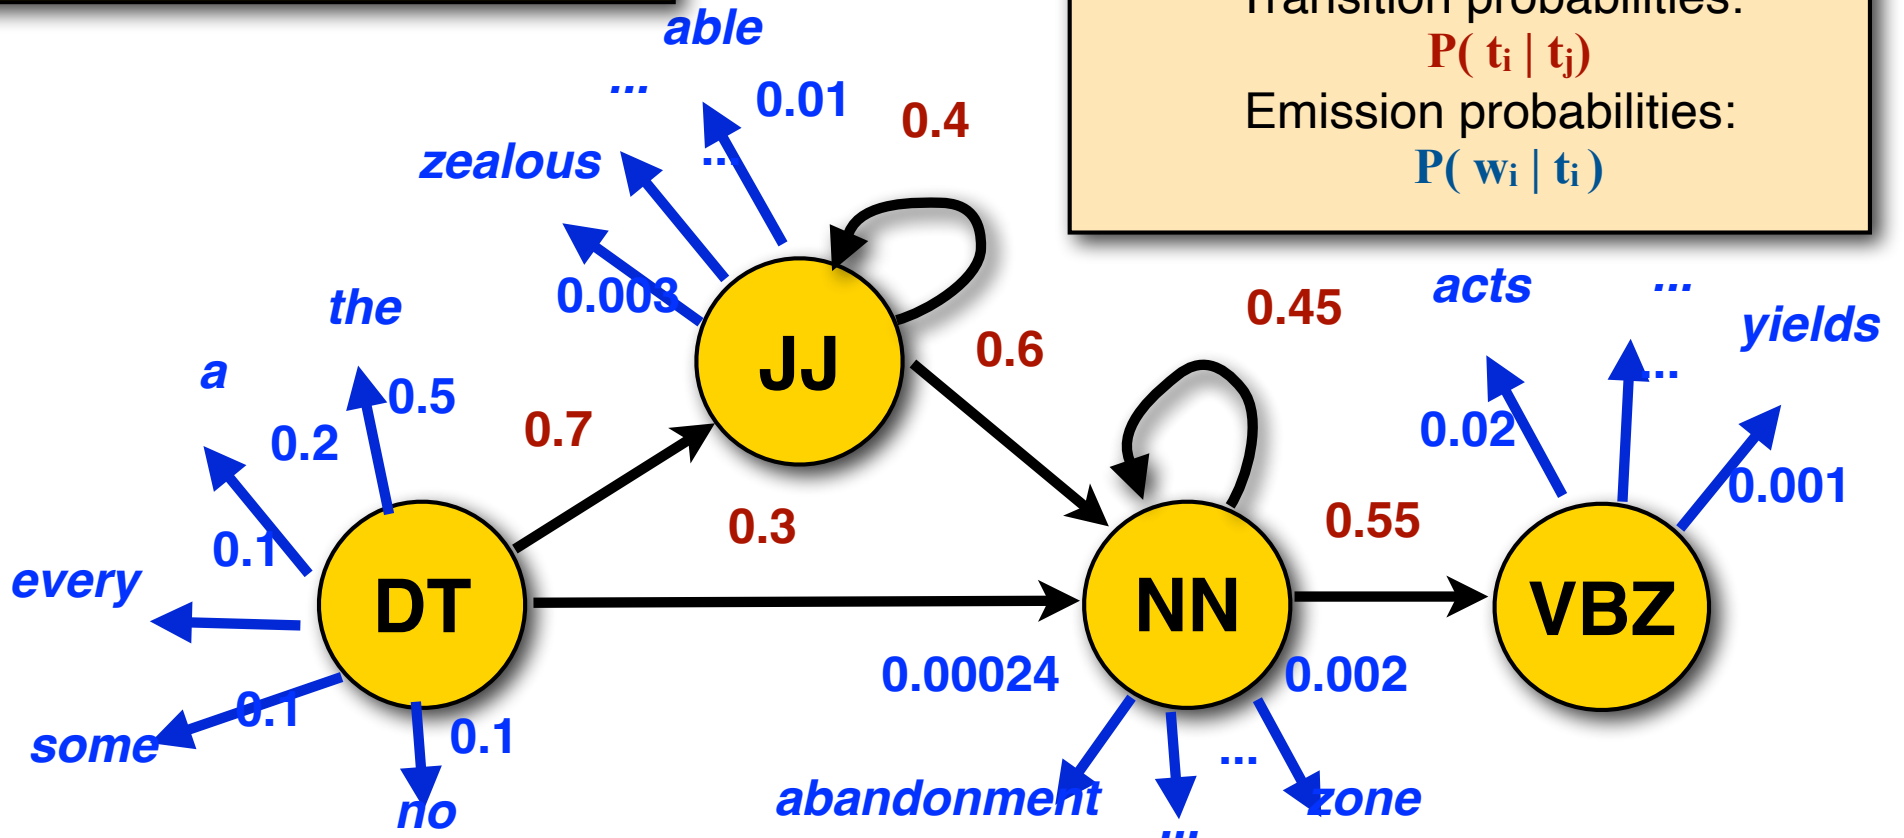 Transition probabilities:
P( ti | tj)
Emission probabilities:
P( wi | ti )
able
...
0.01
...
0.4
zealous
0.003
JJ
0.6
0.45
acts
...
yields
...
0.02
0.001
the
a
0.5
0.2
0.7
0.1
0.3
0.55
every
DT
NN
VBZ
0.1
some
0.1
no
0.00024
0.002
...
abandonment
zone
...